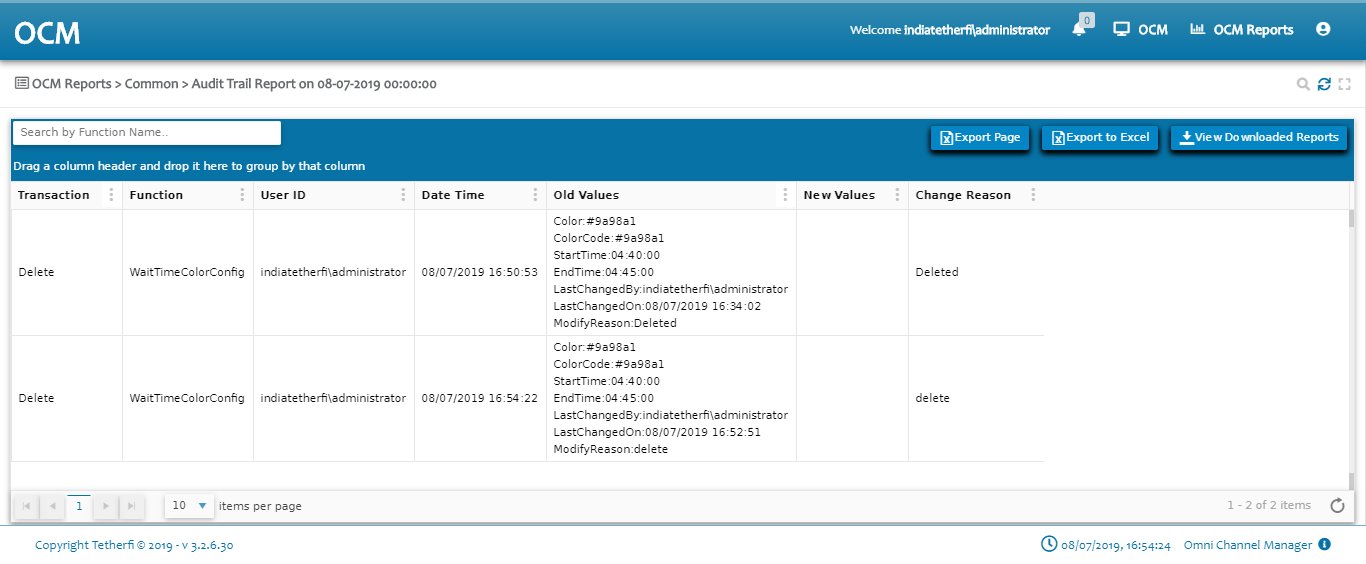 OCM
Welcome indiatetherfi\administrator
0
OCM
OCM Reports
OCM Reports > Common > Audit Trail Report on 08-07-2019 00:00:00
Search by Function Name..
Export Page
Export to Excel
View Downloaded Reports
Drag a column header and drop it here to group by that column
Transaction
Function
User ID
Date Time
Old Values
New Values
Change Reason
Delete
WaitTimeColorConfig
indiatetherfi\administrator
08/07/2019 16:50:53
Color:#9a98a1
ColorCode:#9a98a1
StartTime:04:40:00
EndTime:04:45:00
LastChangedBy:indiatetherfi\administrator
LastChangedOn:08/07/2019 16:34:02
ModifyReason:Deleted
Deleted
Delete
WaitTimeColorConfig
indiatetherfi\administrator
08/07/2019 16:54:22
Color:#9a98a1
ColorCode:#9a98a1
StartTime:04:40:00
EndTime:04:45:00
LastChangedBy:indiatetherfi\administrator
LastChangedOn:08/07/2019 16:52:51
ModifyReason:delete
delete
1
10
items per page
1 - 2 of 2 items
Copyright Tetherfi © 2019 - v 3.2.6.30
08/07/2019, 16:54:24
Omni Channel Manager